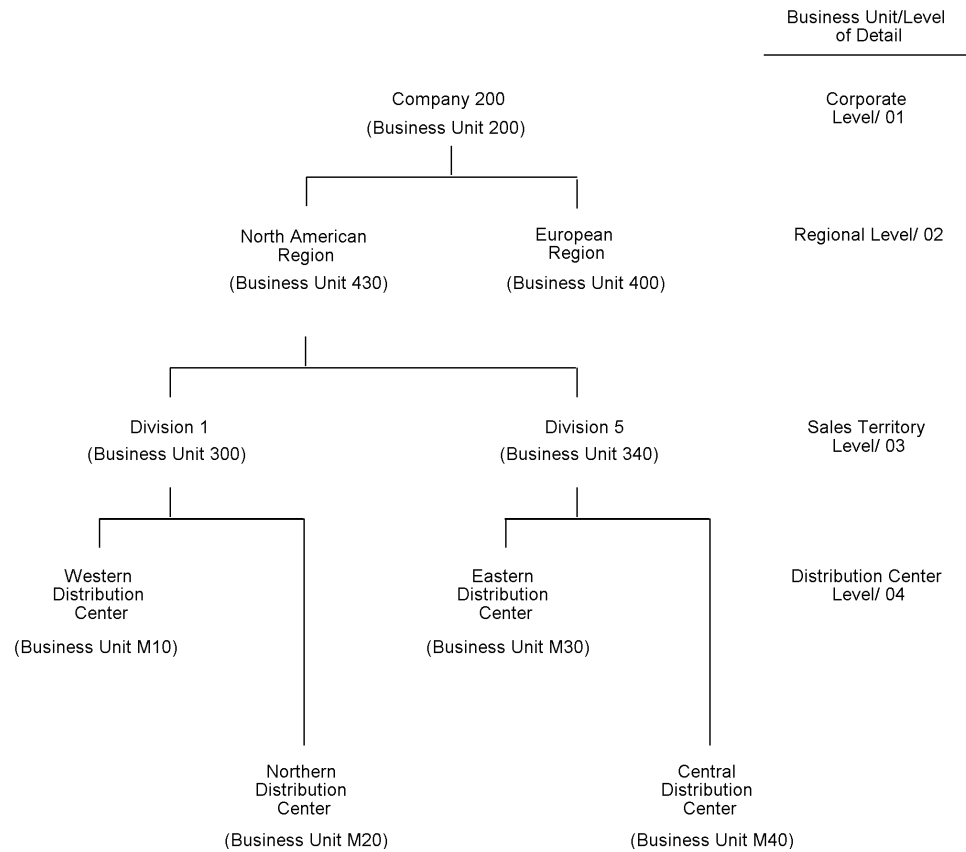 Business Unit/Level
of Detail
Company 200
(Business Unit 200)
Corporate
Level/ 01
North American
Region
(Business Unit 430)
European
Region
(Business Unit 400)
Regional Level/ 02
Division 1
(Business Unit 300)
Division 5
(Business Unit 340)
Sales Territory
Level/ 03
Western
Distribution
Center
(Business Unit M10)
Eastern
Distribution
Center
(Business Unit M30)
Distribution Center
Level/ 04
Northern
Distribution
Center
(Business Unit M20)
Central
Distribution
Center
(Business Unit M40)